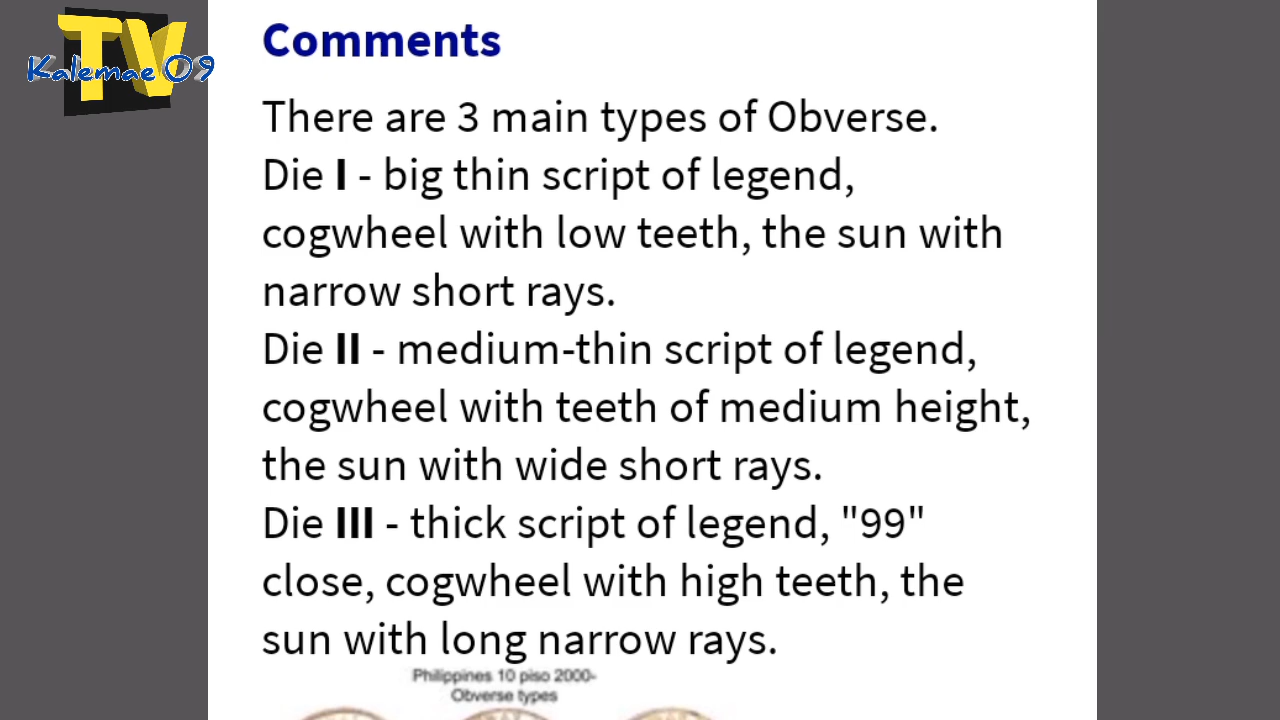 TV
Kalemae 09
Comments
There are 3 main types of Obverse.
Die I - big thin script of legend,
cogwheel with low teeth, the sun with
narrow short rays.
Die II - medium-thin script of legend,
cogwheel with teeth of medium height,
the sun with wide short rays.
Die III - thick script of legend, "99"
close, cogwheel with high teeth, the
sun with long narrow rays.
Philippines 10 piso 2000-
Obverse types